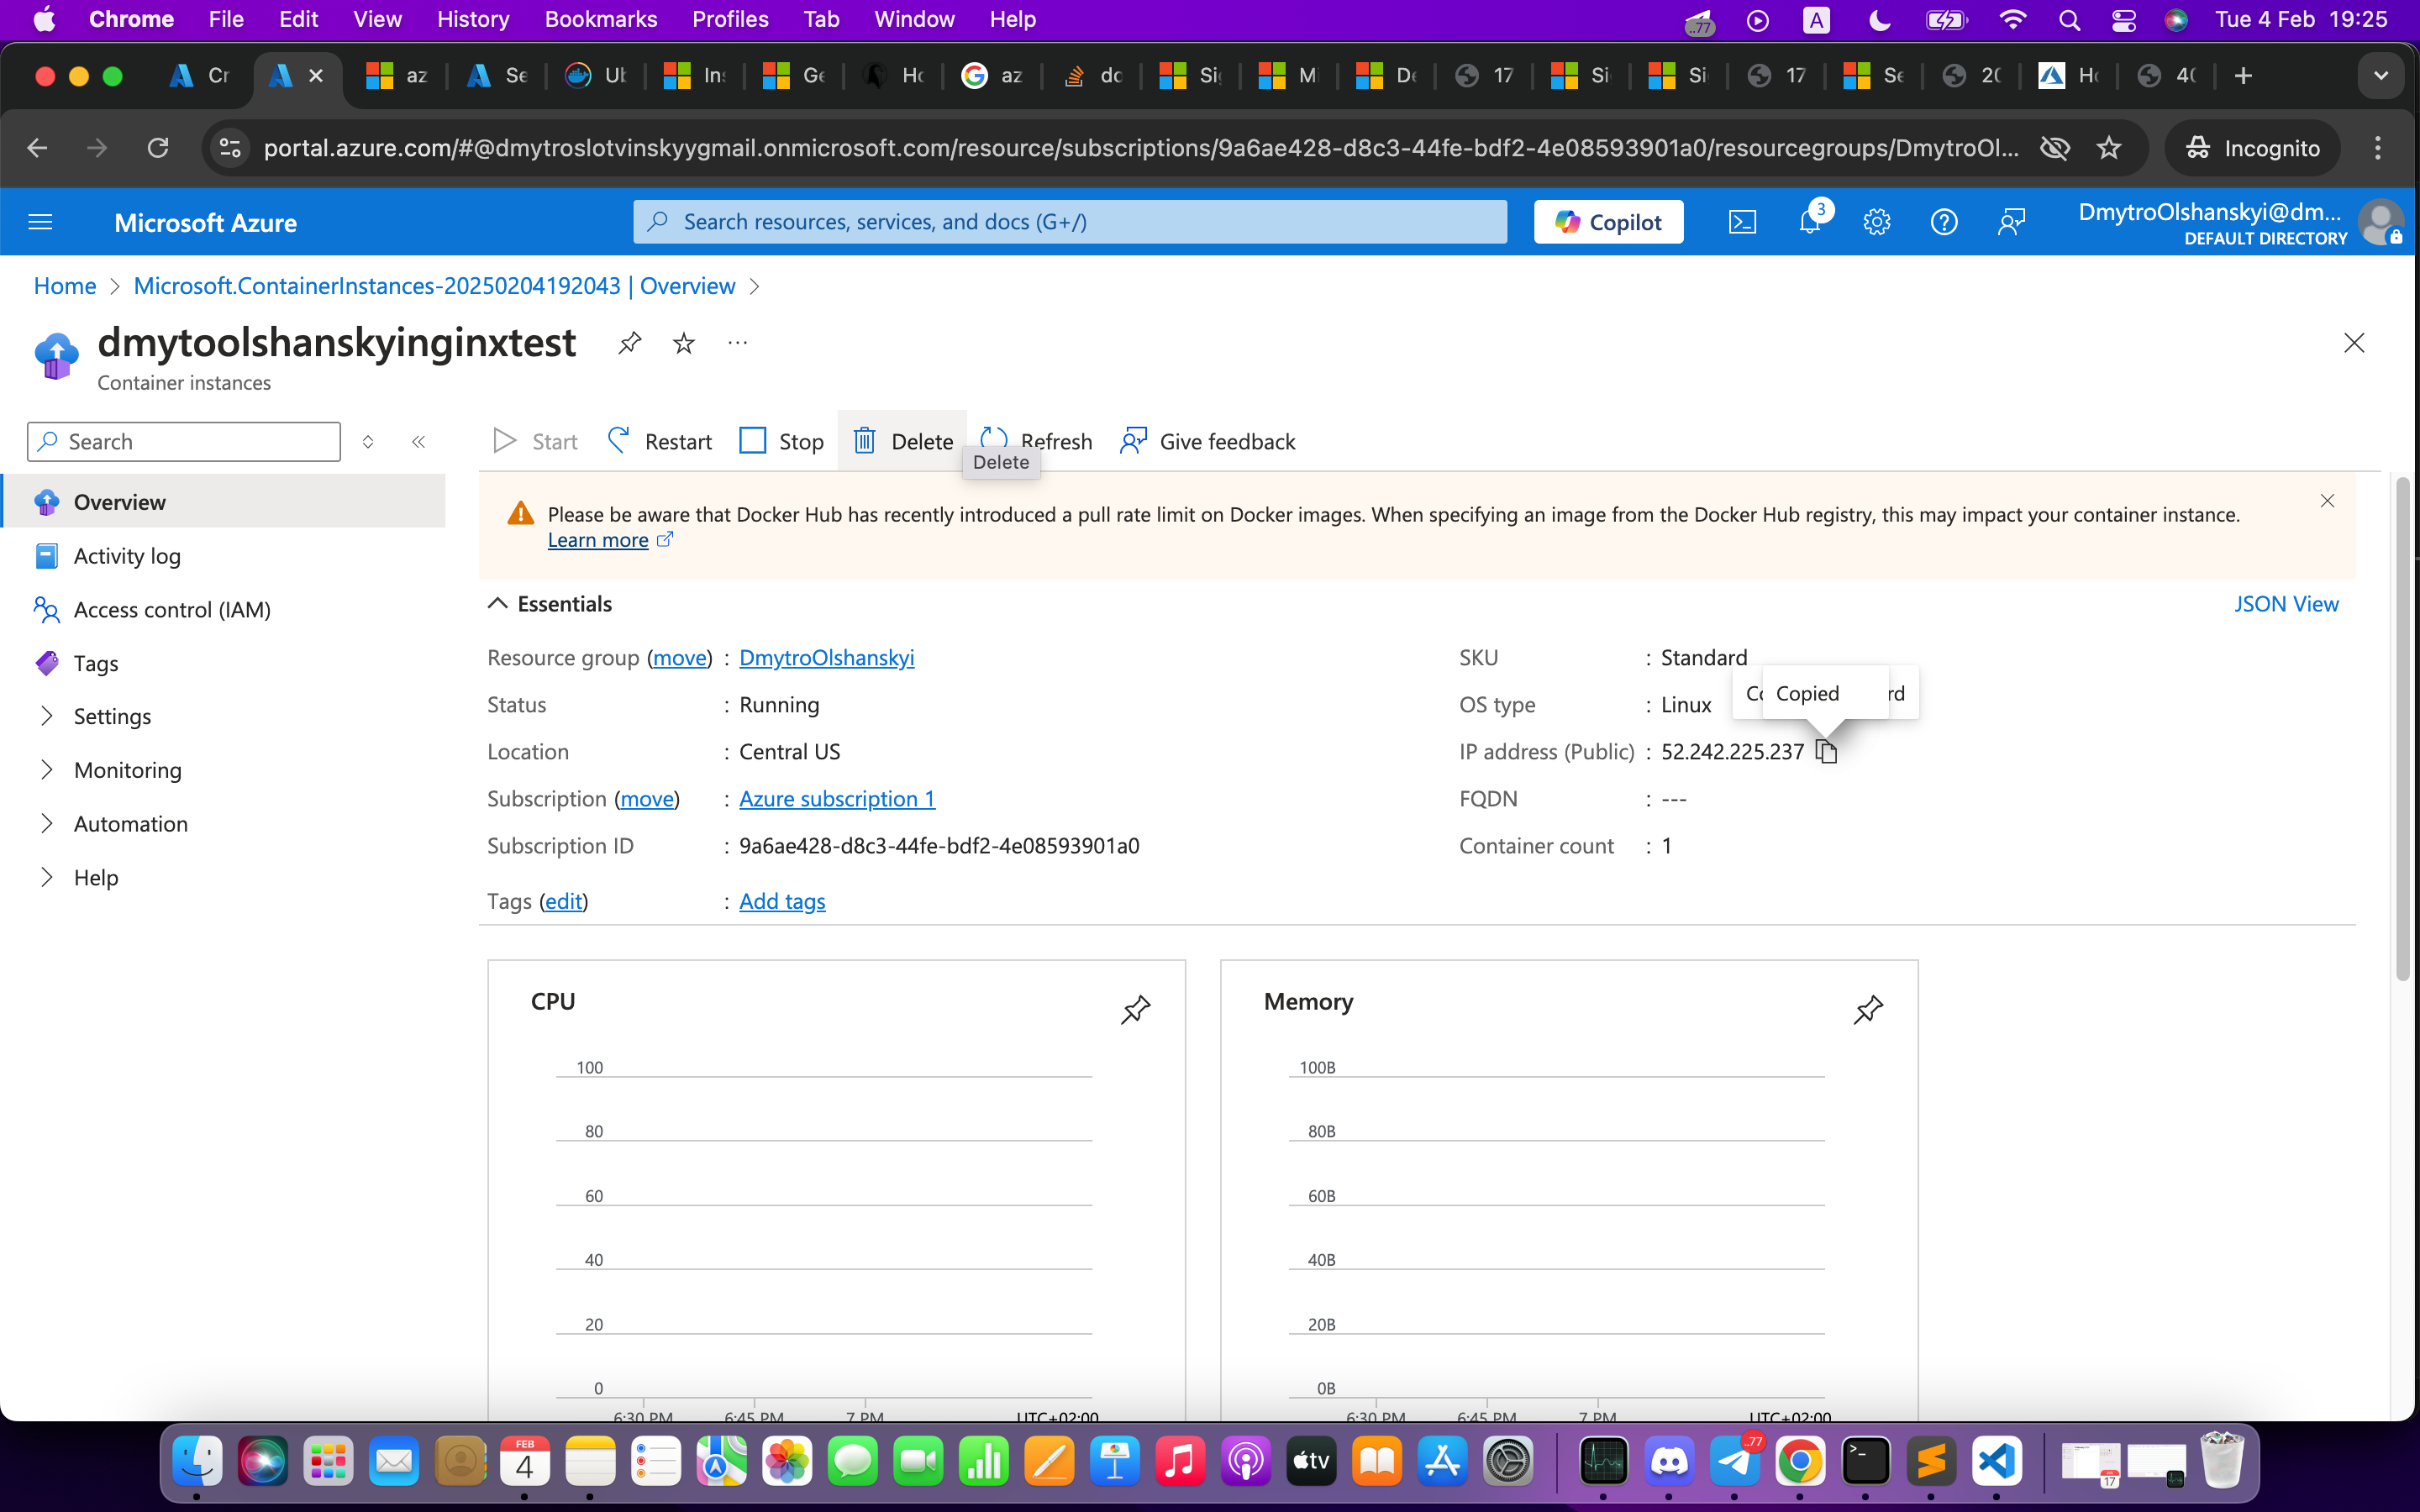 Chrome File Edit View History Bookmarks Profiles Tab Window Help ..77 A Tue 4 Feb 19:25
Cr az Se Ub Ins Ge Ho az do Sig Mi De 17 Si Si 17 Se 20 Ho 40
portal.azure.com/#@dmytroslotvinskyygmail.onmicrosoft.com/resource/subscriptions/9a6ae428-d8c3-44fe-bdf2-4e08593901a0/resourcegroups/DmytroOl... Incognito
Microsoft Azure Search resources, services, and docs (G+/) Copilot 3 DmytroOlshanskyi@dm...
DEFAULT DIRECTORY
Home > Microsoft.ContainerInstances-20250204192043 | Overview >
dmytoolshanskyinginxtest
Container instances
Search
Start Restart Stop Delete Refresh Give feedback
Delete
Overview
Activity log
Access control (IAM)
Tags
Settings
Monitoring
Automation
Help
Please be aware that Docker Hub has recently introduced a pull rate limit on Docker images. When specifying an image from the Docker Hub registry, this may impact your container instance.
Learn more
Essentials JSON View
Resource group (move) : DmytroOlshanskyi
Status : Running
Location : Central US
Subscription (move) : Azure subscription 1
Subscription ID : 9a6ae428-d8c3-44fe-bdf2-4e08593901a0
Tags (edit) : Add tags
SKU : Standard
Copied
OS type : Linux
IP address (Public) : 52.242.225.237
FQDN : ---
Container count : 1
CPU
100
80
60
40
20
0
6:30 PM 6:45 PM 7 PM UTC+02:00
Memory
100B
80B
60B
40B
20B
0B
6:30 PM 6:45 PM 7 PM UTC+02:00
FEB
4
tv
..77
17